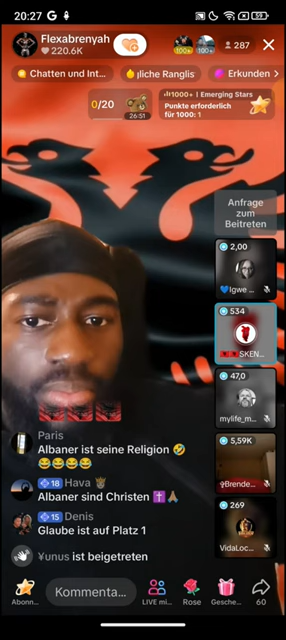 20:27
59
Flexabrenyah
220.6K
100+
100+
287
Chatten und Int...
gliche Ranglis
Erkunden >
0/20
26:51
1000+ | Emerging Stars
Punkte erforderlich
für 1000: 1
Anfrage
zum
Beitreten
2,00
Igwe ...
534
SKEN...
47,0
mylife_m...
5,59K
Brende...
269
VidaLoc...
Paris
Albaner ist seine Religion 🤣
😂😂😂😂
18 Hava
Albaner sind Christen ✝️🙏🏽
15 Denis
Glaube ist auf Platz 1
¥unus ist beigetreten
Abonn...
Kommenta...
LIVE mi...
Rose
Gesche...
60